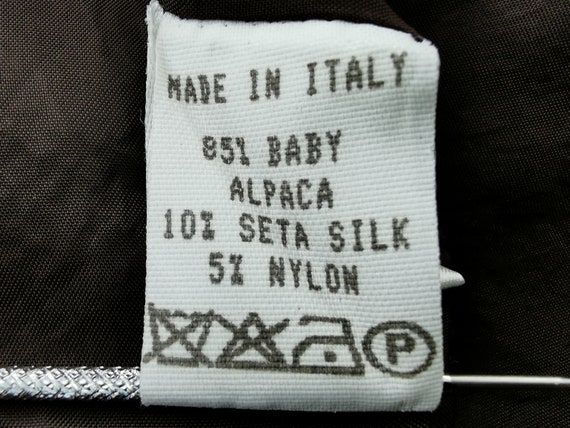 MADE IN ITALY
85% BABY
ALPACA
10% SETA SILK
5% NYLON
P